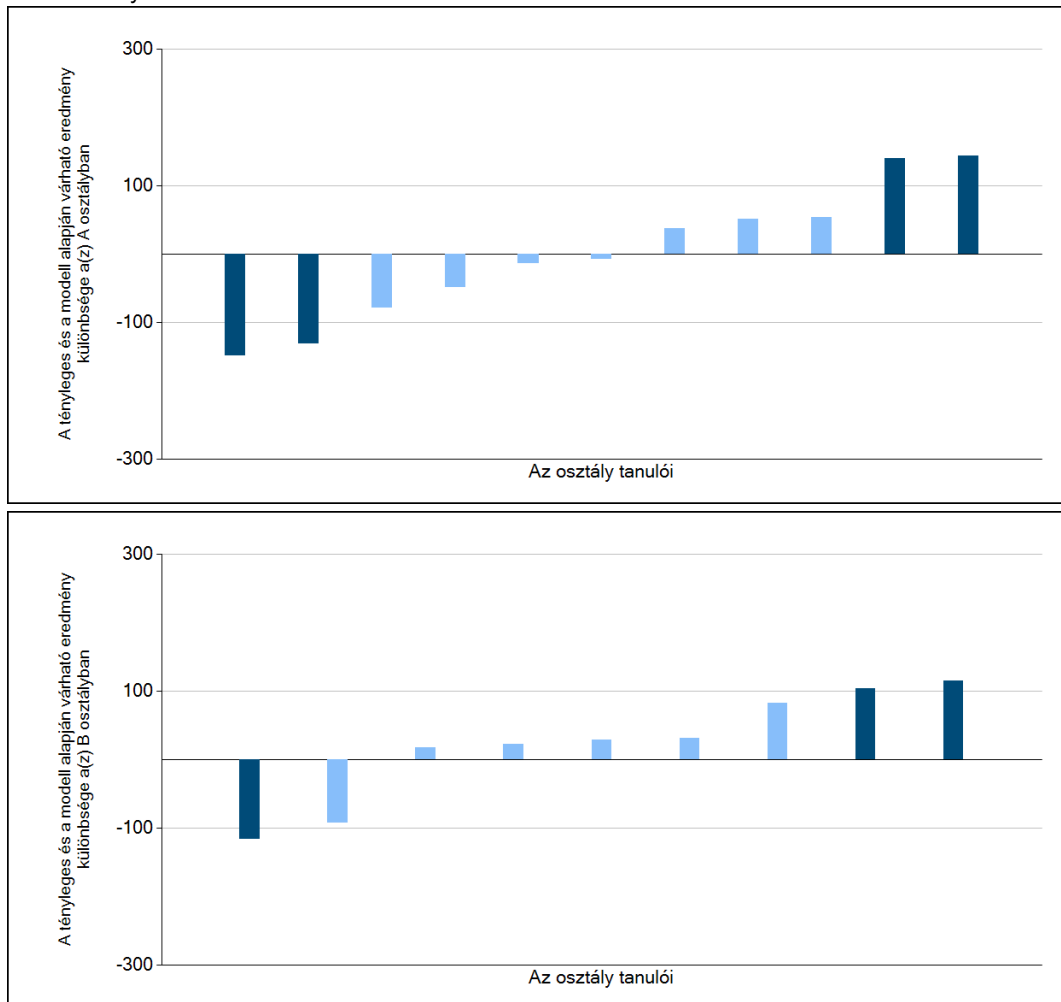 300
100
-100
-300
A tényleges és a modell alapján várható eredmény
különbsége a(z) A osztályban
Az osztály tanulói
300
100
-100
-300
A tényleges és a modell alapján várható eredmény
különbsége a(z) B osztályban
Az osztály tanulói